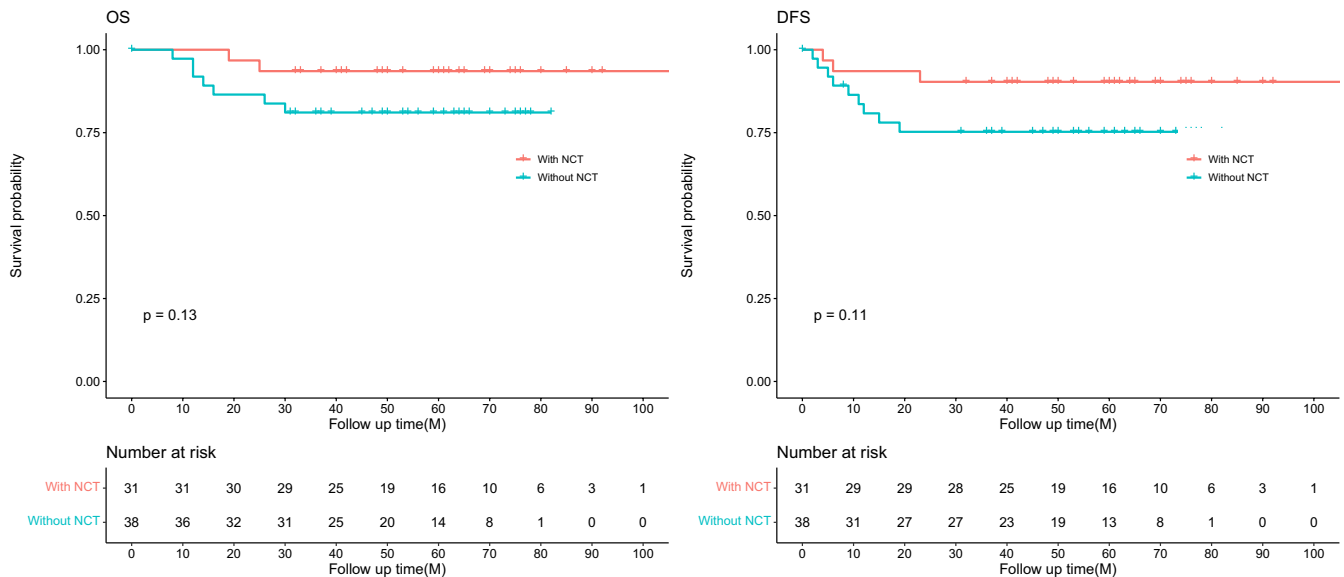 OS
1.00
0.75
0.50
0.25
0.00
Survival probability
With NCT
Without NCT
p = 0.13
0 10 20 30 40 50 60 70 80 90 100
Follow up time(M)
Number at risk
With NCT 31 31 30 29 25 19 16 10 6 3 1
Without NCT 38 36 32 31 25 20 14 8 1 0 0
0 10 20 30 40 50 60 70 80 90 100
Follow up time(M)
DFS
1.00
0.75
0.50
0.25
0.00
Survival probability
With NCT
Without NCT
p = 0.11
0 10 20 30 40 50 60 70 80 90 100
Follow up time(M)
Number at risk
With NCT 31 29 29 28 25 19 16 10 6 3 1
Without NCT 38 31 27 27 23 19 13 8 1 0 0
0 10 20 30 40 50 60 70 80 90 100
Follow up time(M)